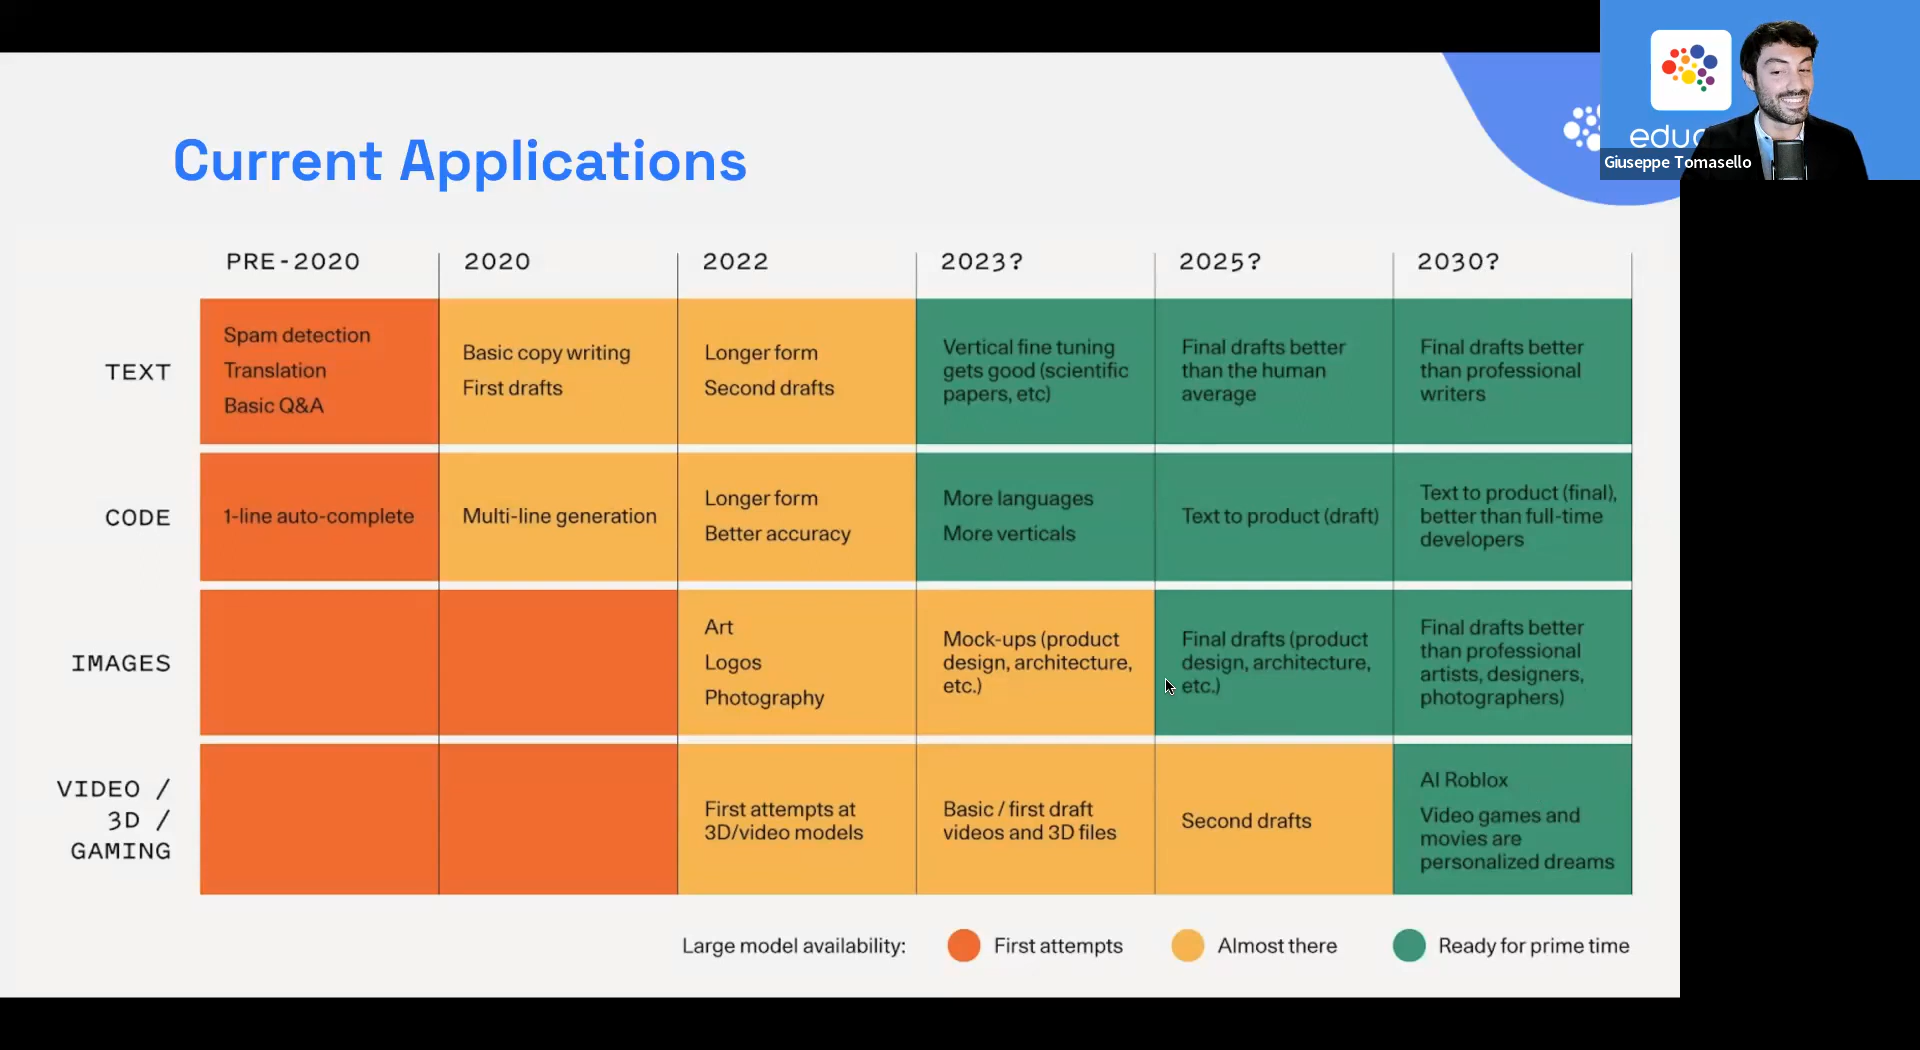 Current Applications
Giuseppe Tomasello
PRE-2020
2020
2022
2023?
2025?
2030?
TEXT
Spam detection
Translation
Basic Q&A
Basic copy writing
First drafts
Longer form
Second drafts
Vertical fine tuning
gets good (scientific
papers, etc)
Final drafts better
than the human
average
Final drafts better
than professional
writers
CODE
1-line auto-complete
Multi-line generation
Longer form
Better accuracy
More languages
More verticals
Text to product (draft)
Text to product (final),
better than full-time
developers
IMAGES
Art
Logos
Photography
Mock-ups (product
design, architecture,
etc.)
Final drafts (product
design, architecture,
etc.)
Final drafts better
than professional
artists, designers,
photographers)
VIDEO /
3D /
GAMING
First attempts at
3D/video models
Basic / first draft
videos and 3D files
Second drafts
AI Roblox
Video games and
movies are
personalized dreams
Large model availability:
First attempts
Almost there
Ready for prime time